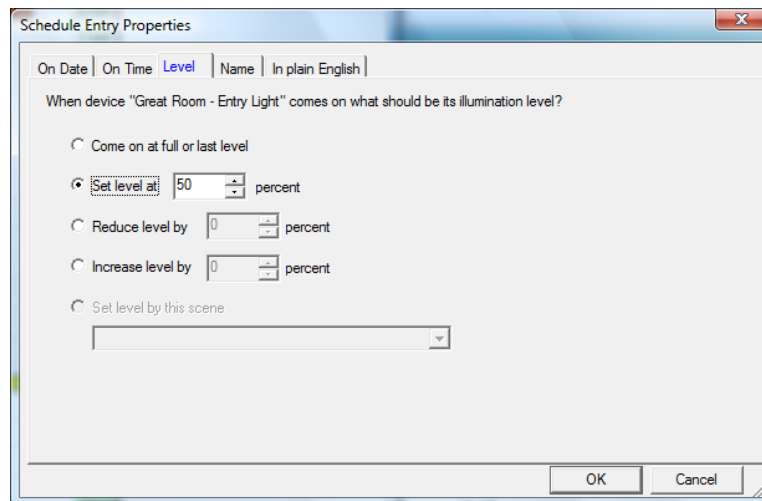 Schedule Entry Properties
On Date On Time Level Name In plain English
When device "Great Room - Entry Light" comes on what should be its illumination level?
Come on at full or last level
Set level at 50 percent
Reduce level by 0 percent
Increase level by 0 percent
Set level by this scene
OK Cancel